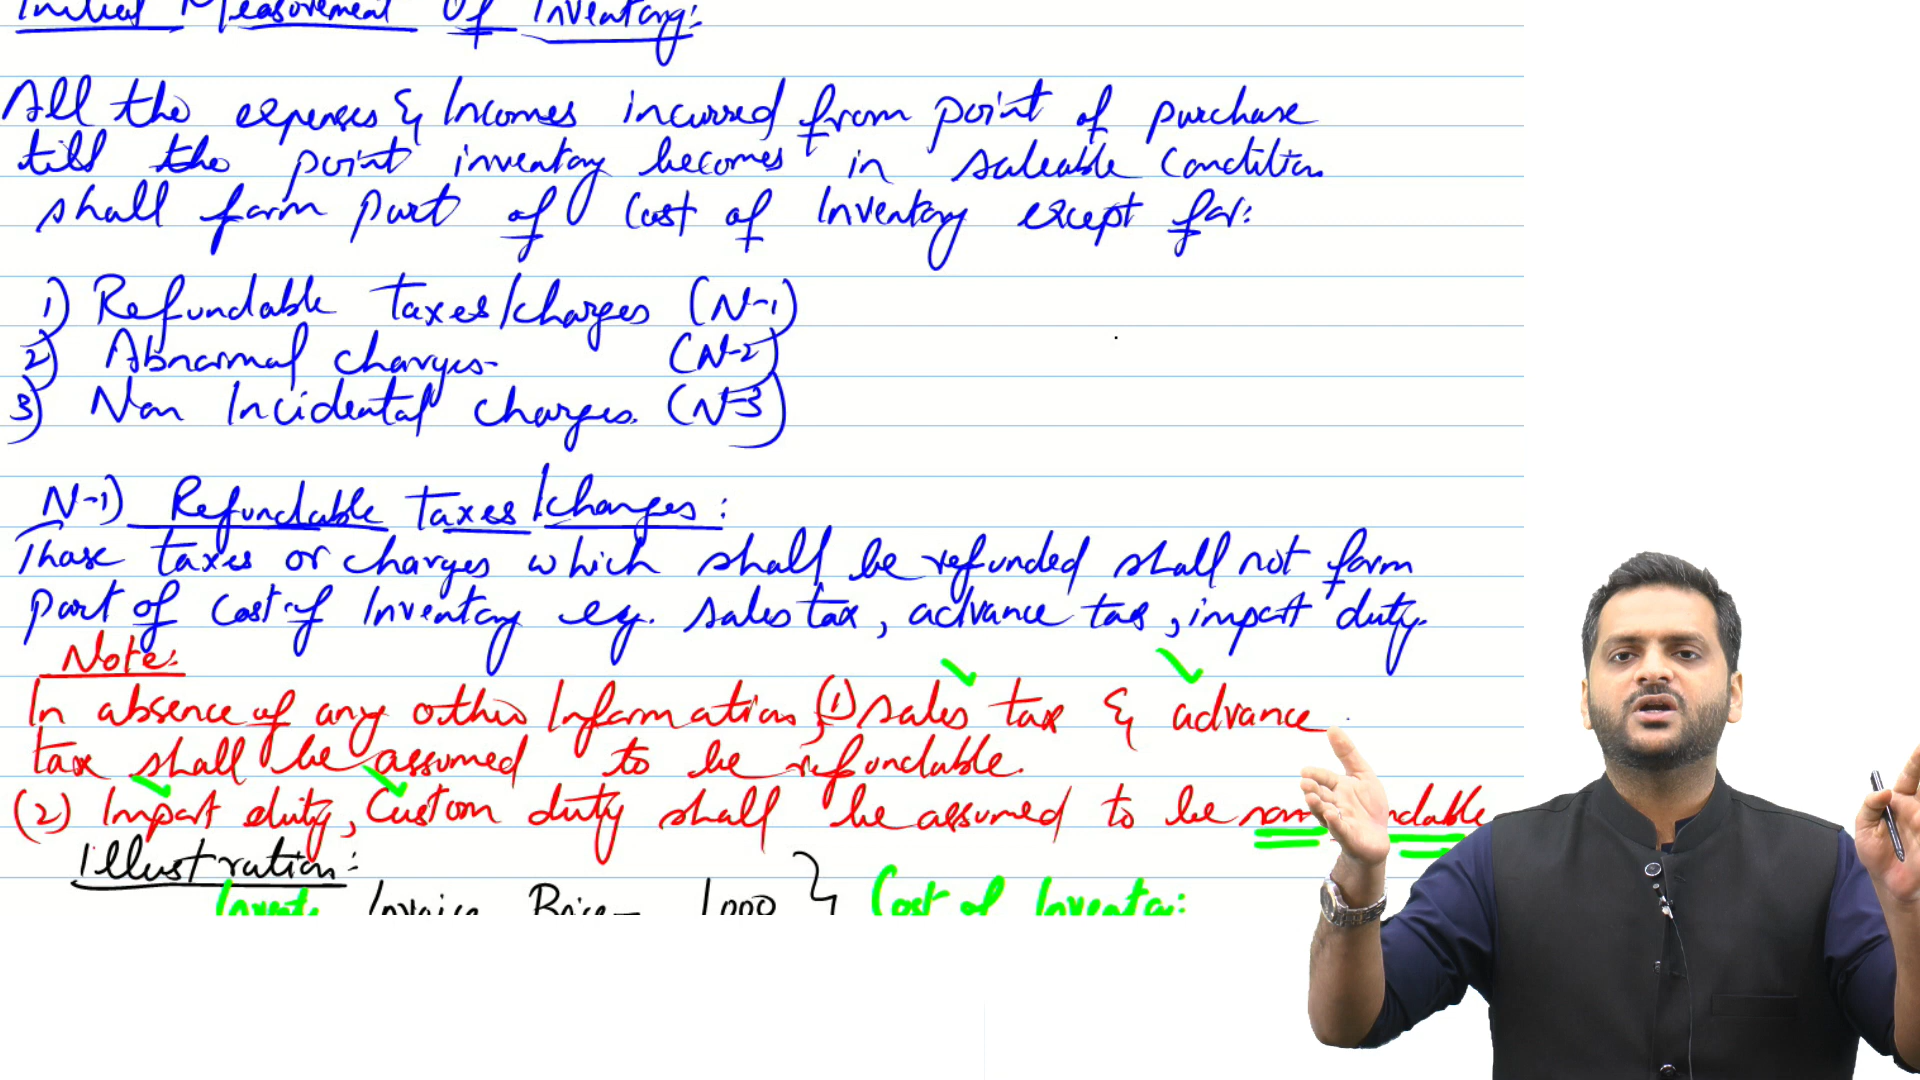 Initial Measurement Of Inventory:
All the expenses & Incomes incurred from point of purchase
till the point inventory becomes in saleable Condition
shall form part of Cost of Inventory except for:
1) Refundable taxes/charges (N-1)
2) Abnormal charges- (N-2)
3) Non Incidental charges. (N-3)
N-1) Refundable Taxes/charges:
Those taxes or charges which shall be refunded shall not form
part of Cost of Inventory eg. sales tax, advance tax, import duty.
Note:
In absence of any other Information, (1) sales tax & advance
tax shall be assumed to be refundable.
(2) Import duty, Custom duty shall be assumed to be
Illustration:
Invoice Price- 1000 } Cost of Inventory: